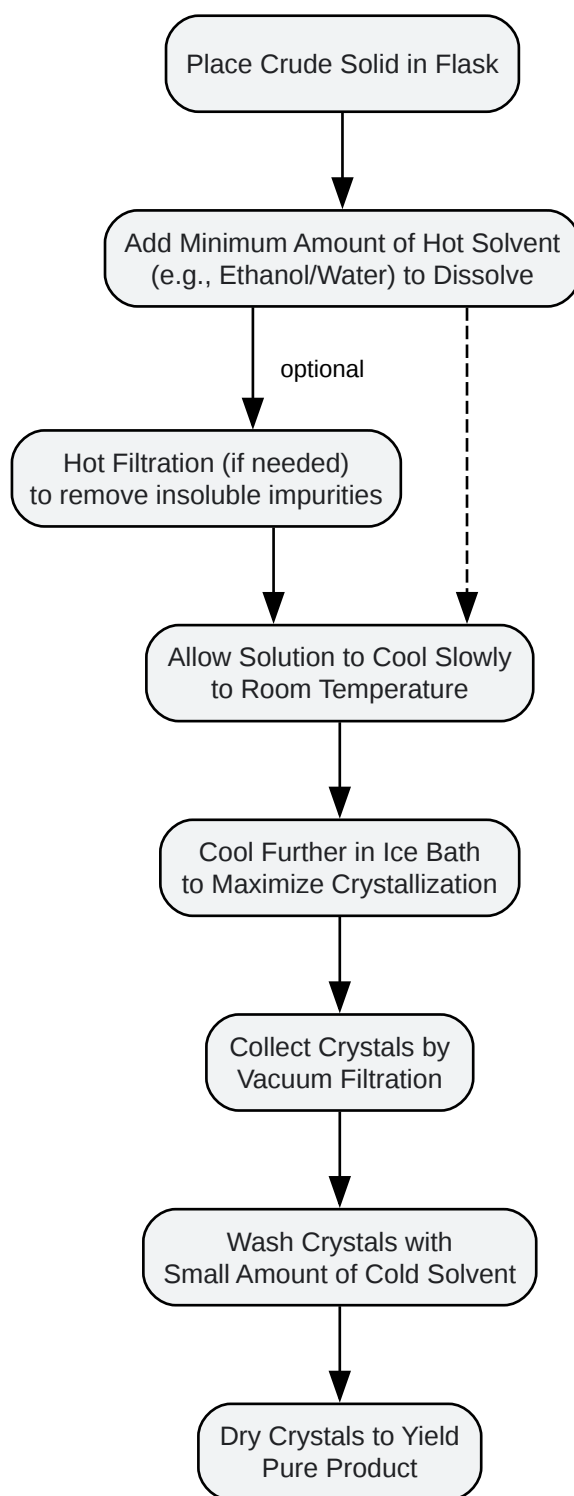 Place Crude Solid in Flask
Add Minimum Amount of Hot Solvent
(e.g., Ethanol/Water) to Dissolve
optional
Hot Filtration (if needed)
to remove insoluble impurities
Allow Solution to Cool Slowly
to Room Temperature
Cool Further in Ice Bath
to Maximize Crystallization
Collect Crystals by
Vacuum Filtration
Wash Crystals with
Small Amount of Cold Solvent
Dry Crystals to Yield
Pure Product